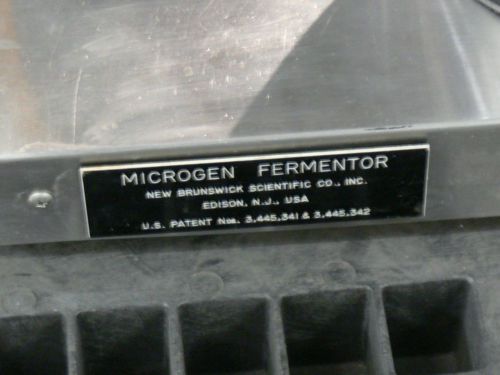 MICROGEN FERMENTOR
NEW BRUNSWICK SCIENTIFIC CO., INC.
EDISON, N.J., USA
U.S. PATENT Nos. 3,445,341 & 3,445,342